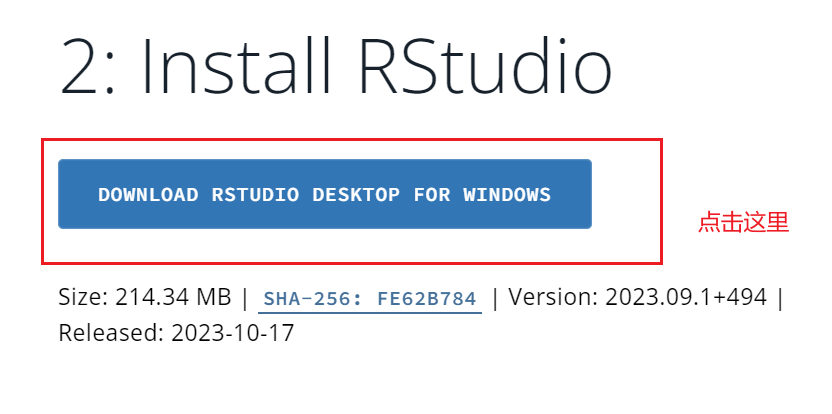 2: Install RStudio
DOWNLOAD RSTUDIO DESKTOP FOR WINDOWS
点击这里
Size: 214.34 MB | SHA-256: FE62B784 | Version: 2023.09.1+494 |
Released: 2023-10-17